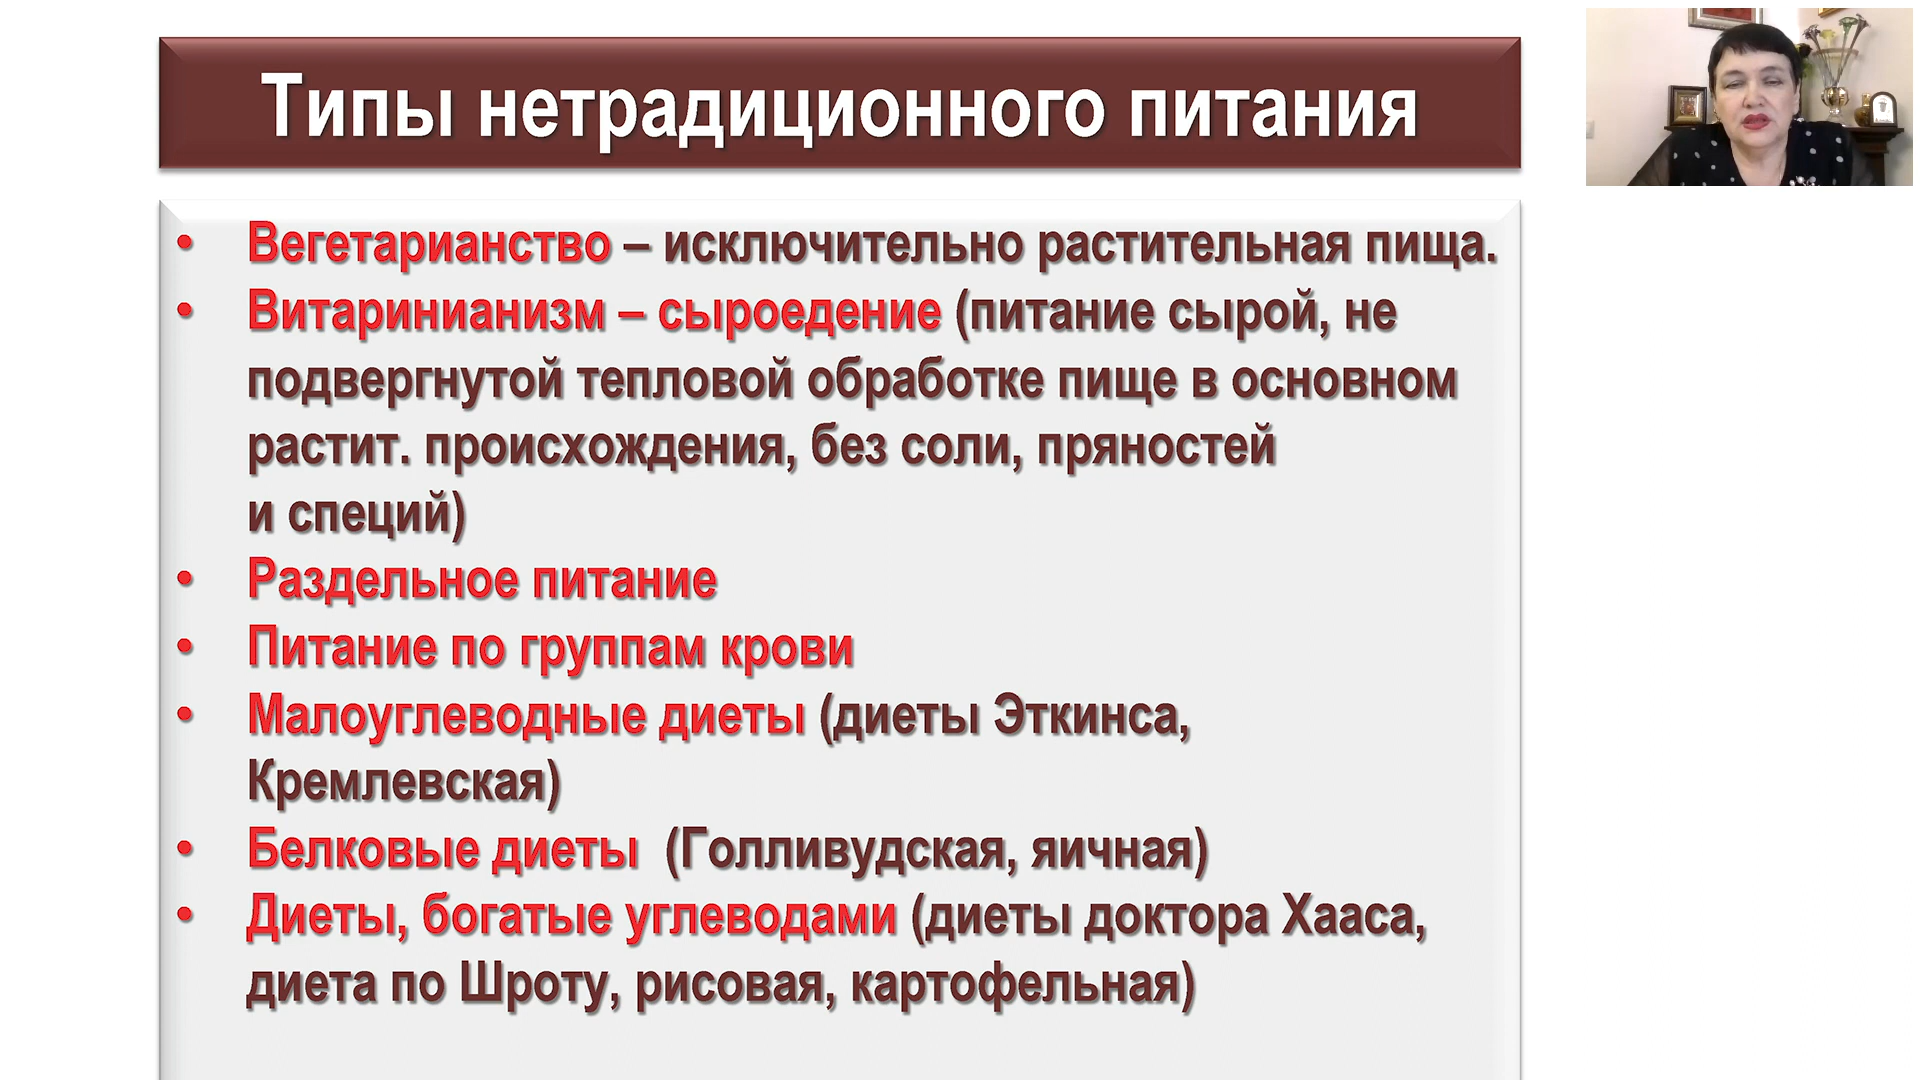 Типы нетрадиционного питания
• Вегетарианство – исключительно растительная пища.
• Витаринианизм – сыроедение (питание сырой, не
подвергнутой тепловой обработке пище в основном
растит. происхождения, без соли, пряностей
и специй)
• Раздельное питание
• Питание по группам крови
• Малоуглеводные диеты (диеты Эткинса,
Кремлевская)
• Белковые диеты (Голливудская, яичная)
• Диеты, богатые углеводами (диеты доктора Хааса,
диета по Шроту, рисовая, картофельная)